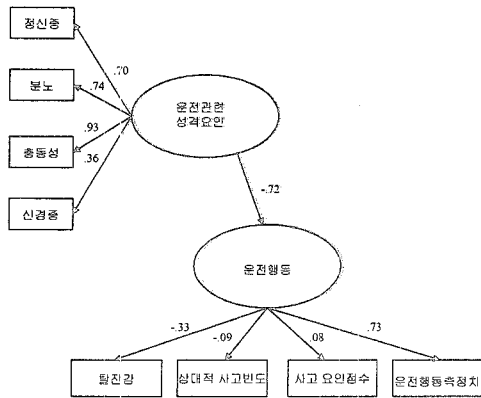 정신증
.70
분노
.74
운전관련
성격요인
충동성
.93
.36
신경증
-.72
운전행동
-.33
-.09
.08
.73
탈진감
상대적 사고빈도
사고 요인점수
운전행동측정치